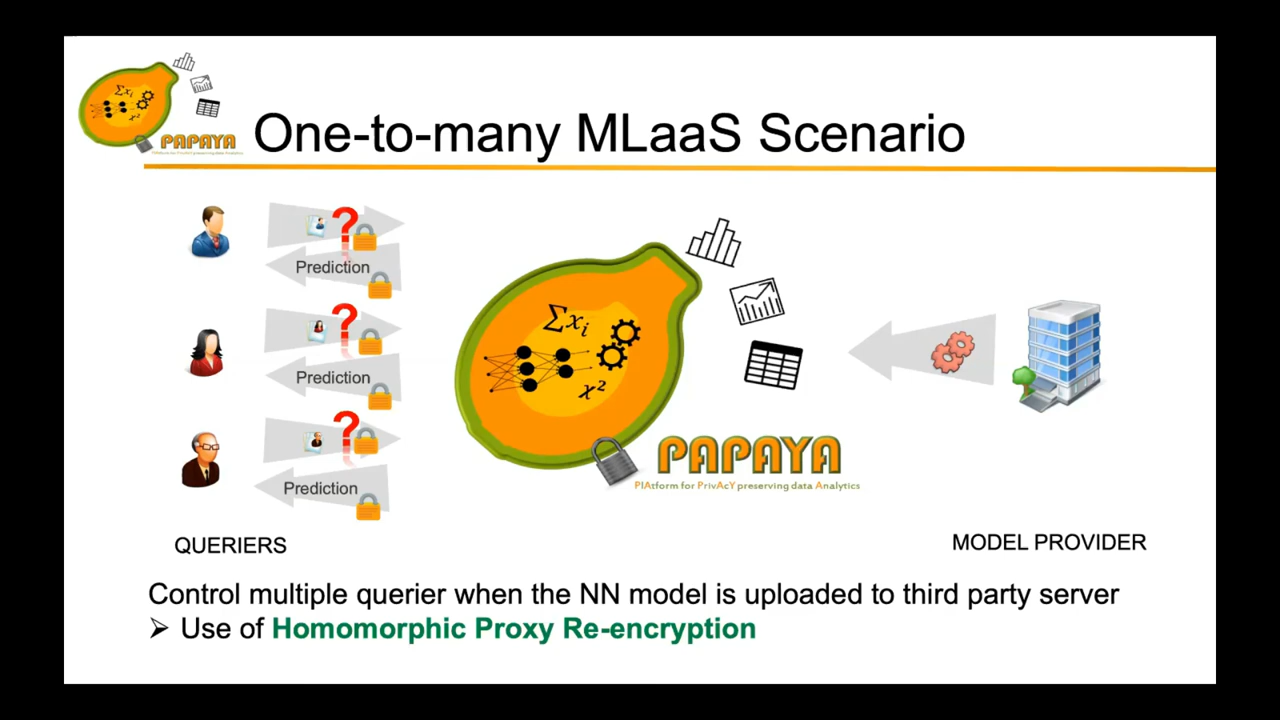 PAPAYA
One-to-many MLaaS Scenario
Prediction
Prediction
Prediction
Σxi
χ²
PAPAYA
PlAtform for PrivAcY preserving data Analytics
QUERIERS
MODEL PROVIDER
Control multiple querier when the NN model is uploaded to third party server
➢ Use of Homomorphic Proxy Re-encryption